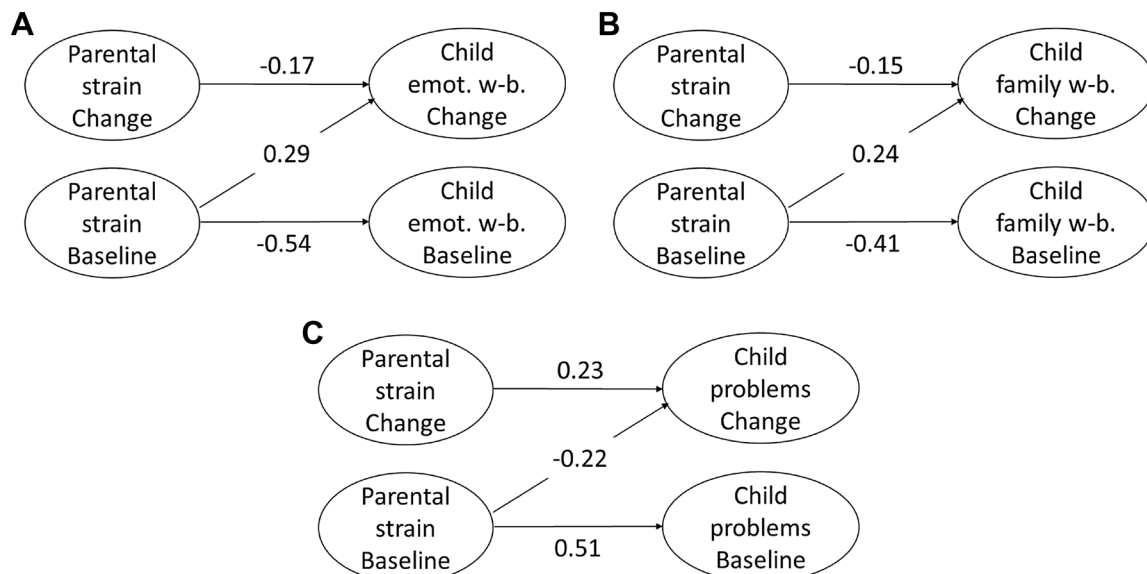 A
Parental
strain
Change
-0.17
Child
emot. w-b.
Change
0.29
Parental
strain
Baseline
-0.54
Child
emot. w-b.
Baseline
B
Parental
strain
Change
-0.15
Child
family w-b.
Change
0.24
Parental
strain
Baseline
-0.41
Child
family w-b.
Baseline
C
Parental
strain
Change
0.23
Child
problems
Change
-0.22
Parental
strain
Baseline
0.51
Child
problems
Baseline